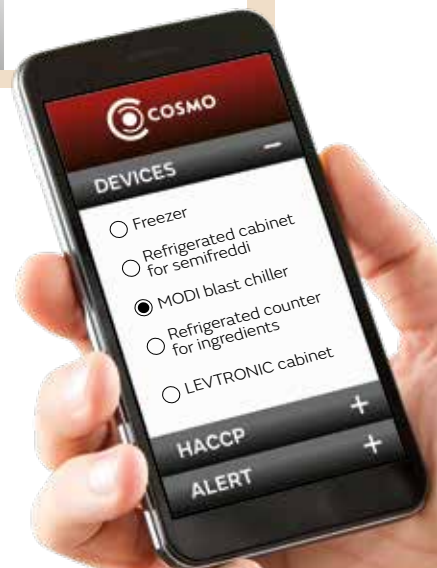 COSMO
DEVICES −
Freezer
Refrigerated cabinet
for semifreddi
MODI blast chiller
Refrigerated counter
for ingredients
LEVTRONIC cabinet
HACCP +
ALERT +